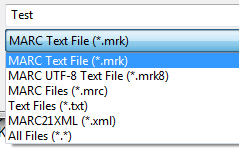 Test
MARC Text File (*.mrk)
MARC Text File (*.mrk)
MARC UTF-8 Text File (*.mrk8)
MARC Files (*.mrc)
Text Files (*.txt)
MARC21XML (*.xml)
All Files (*.*)